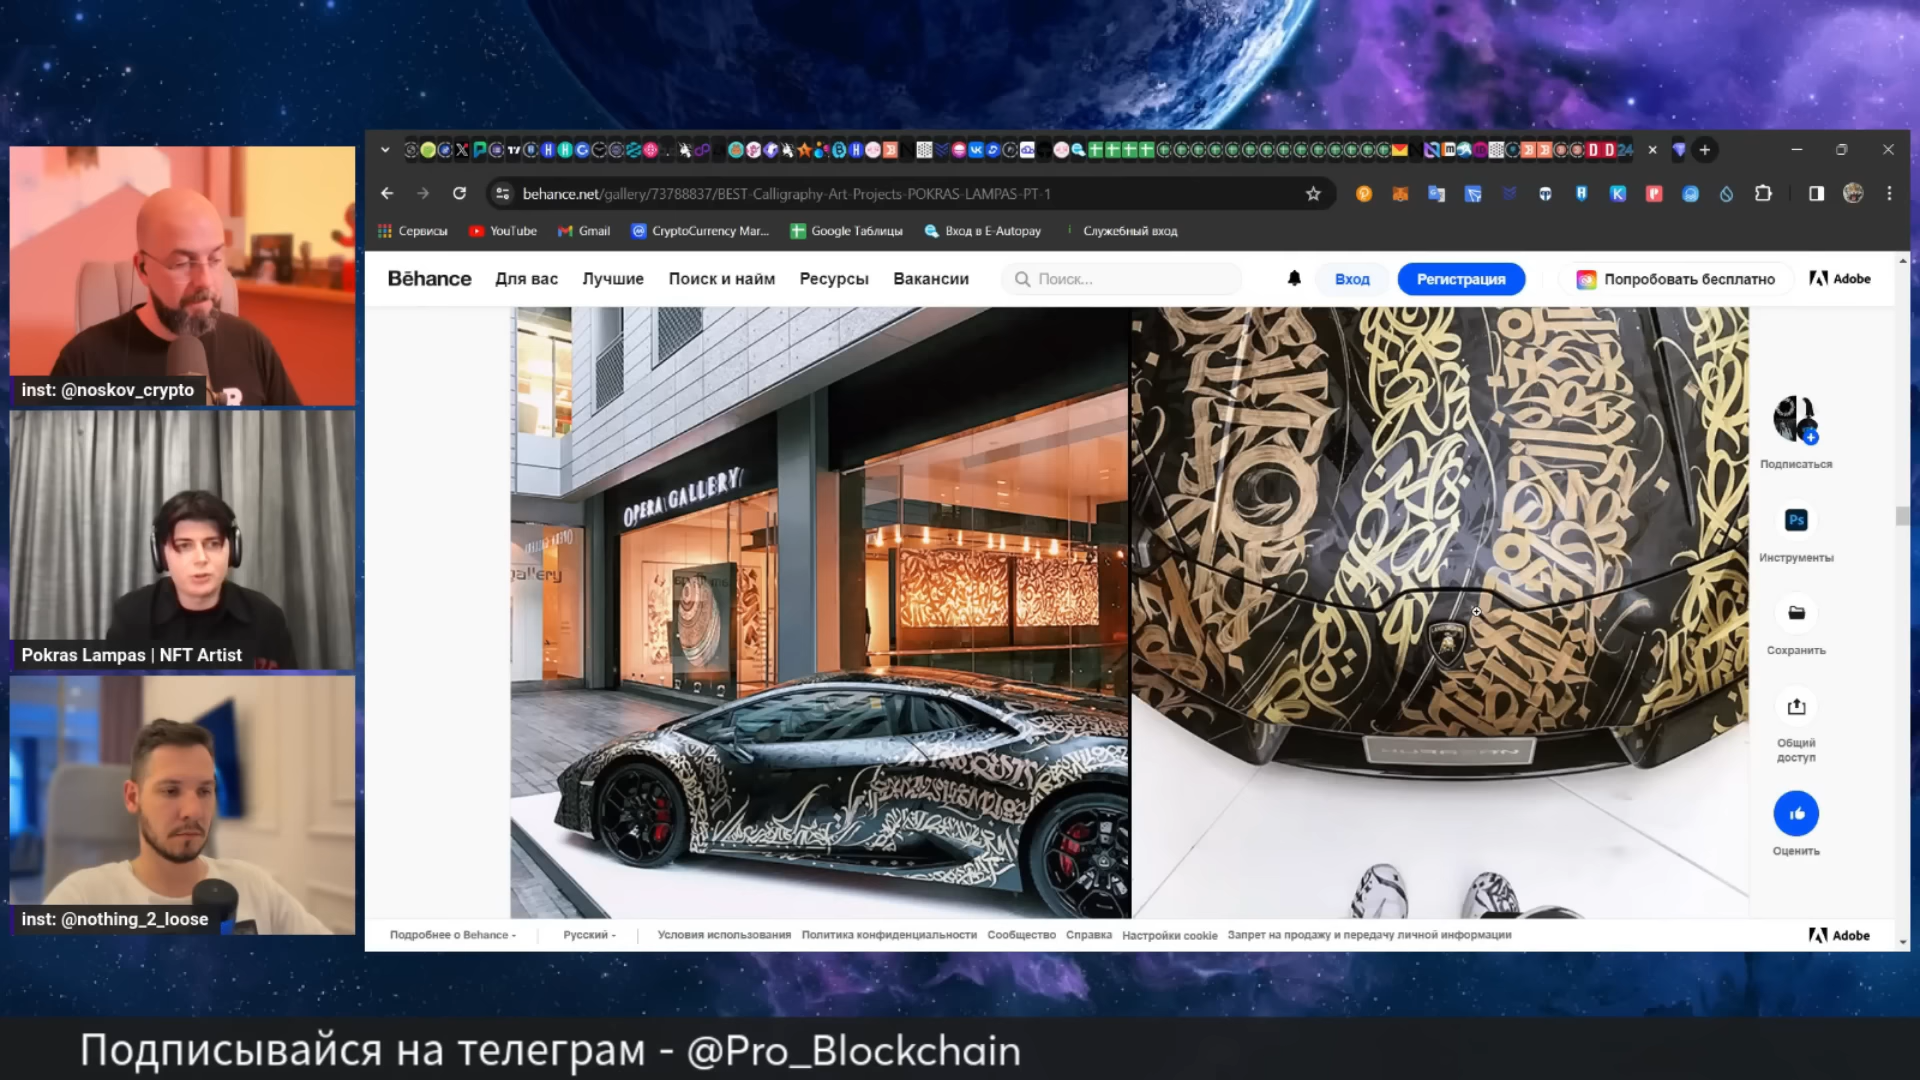 behance.net/gallery/73788837/BEST-Calligraphy-Art-Projects-POKRAS-LAMPAS-PT-1
Сервисы YouTube Gmail CryptoCurrency Mar... Google Таблицы Вход в E-Autopay Служебный вход
Bēhance Для вас Лучшие Поиск и найм Ресурсы Вакансии Поиск... Вход Регистрация Попробовать бесплатно Adobe
inst: @noskov_crypto
OPERA GALLERY
Подписаться
Ps
Инструменты
Pokras Lampas | NFT Artist
Сохранить
Общий
доступ
Оценить
inst: @nothing_2_loose
Подробнее о Behance Русский Условия использования Политика конфиденциальности Сообщество Справка Настройки cookie Запрет на продажу и передачу личной информации Adobe
Подписывайся на телеграм - @Pro_Blockchain